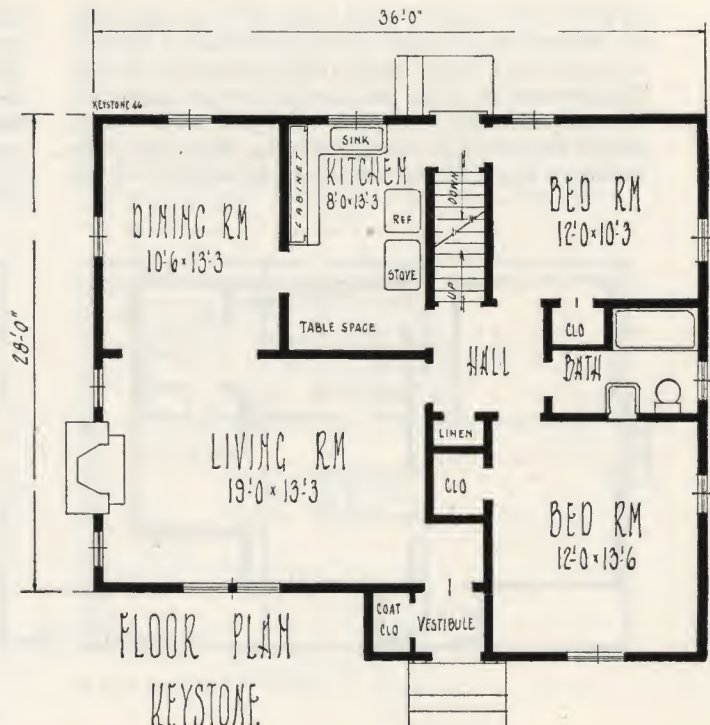 36'-0"
KEYSTONE 46
28'-0"
DINING RM
10'-6 x 13'-3
CABINET
SINK
KITCHEN
8'-0 x 13'-3
REF
STOVE
TABLE SPACE
DOWN
UP
BED RM
12'-0 x 10'-3
CLO
BATH
HALL
LINEN
CLO
LIVING RM
19'-0 x 13'-3
BED RM
12'-0 x 13'-6
COAT
CLO
VESTIBULE
FLOOR PLAN
KEYSTONE